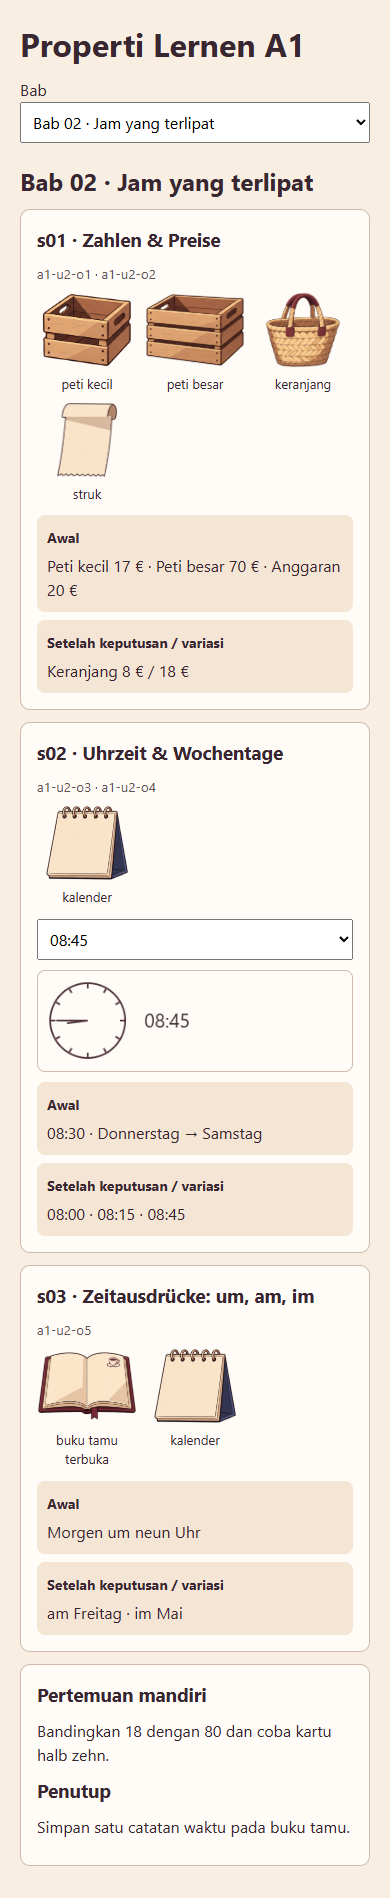 Properti Lernen A1
Bab
Bab 02 · Jam yang terlipat
Bab 02 · Jam yang terlipat
s01 · Zahlen & Preise
a1-u2-o1 · a1-u2-o2
peti kecil
peti besar
keranjang
struk
Awal
Peti kecil 17 € · Peti besar 70 € · Anggaran
20 €
Setelah keputusan / variasi
Keranjang 8 € / 18 €
s02 · Uhrzeit & Wochentage
a1-u2-o3 · a1-u2-o4
kalender
08:45
08:45
Awal
08:30 · Donnerstag → Samstag
Setelah keputusan / variasi
08:00 · 08:15 · 08:45
s03 · Zeitausdrücke: um, am, im
a1-u2-o5
buku tamu
terbuka
kalender
Awal
Morgen um neun Uhr
Setelah keputusan / variasi
am Freitag · im Mai
Pertemuan mandiri
Bandingkan 18 dengan 80 dan coba kartu
halb zehn.
Penutup
Simpan satu catatan waktu pada buku tamu.